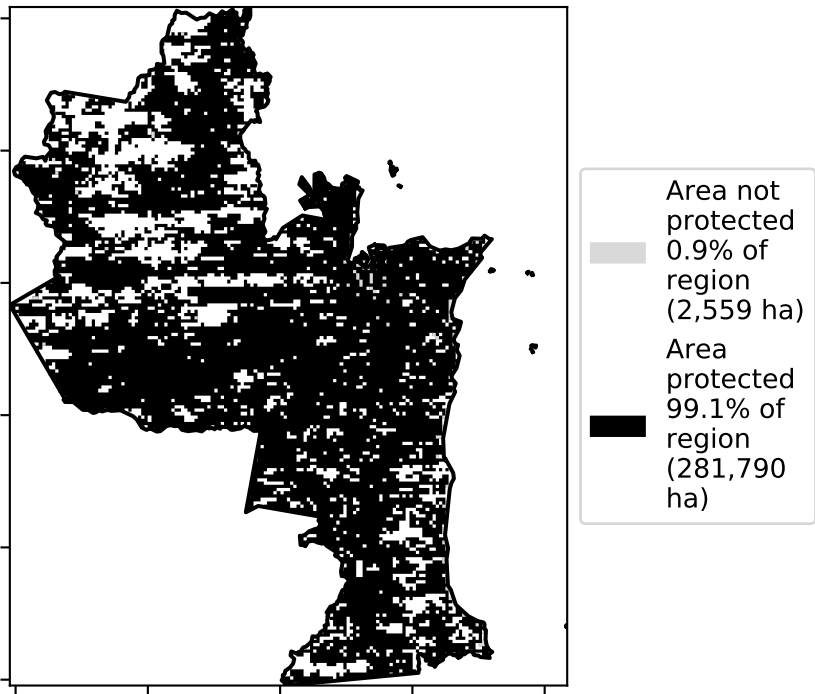 Area not
protected
0.9% of
region
(2,559 ha)
Area
protected
99.1% of
region
(281,790
ha)